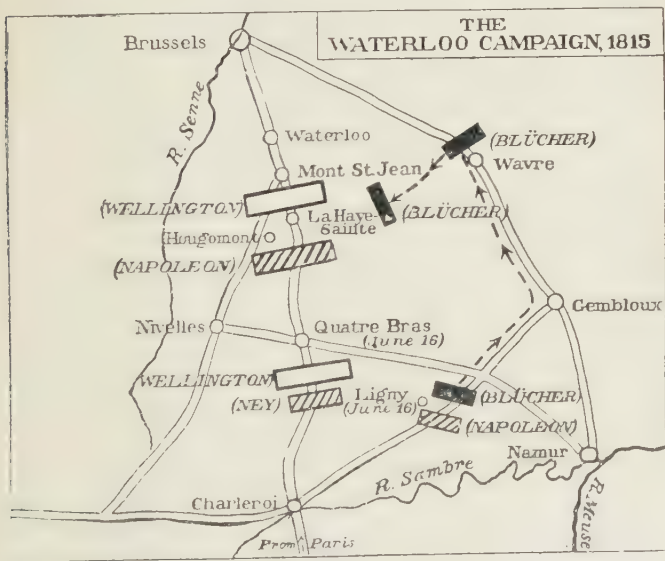 THE
WATERLOO CAMPAIGN, 1815
Brussels
R. Senne
Waterloo
(BLÜCHER)
Wavre
Mont St. Jean
(WELLINGTON)
(BLÜCHER)
La Haye-
Sainte
Hougomont
(NAPOLEON)
Gembloux
Nivelles
Quatre Bras
(June 16)
WELLINGTON)
(NEY)
Ligny
(June 16)
(BLÜCHER)
(NAPOLEON)
Namur
R. Sambre
Charleroi
R. Meuse
From Paris